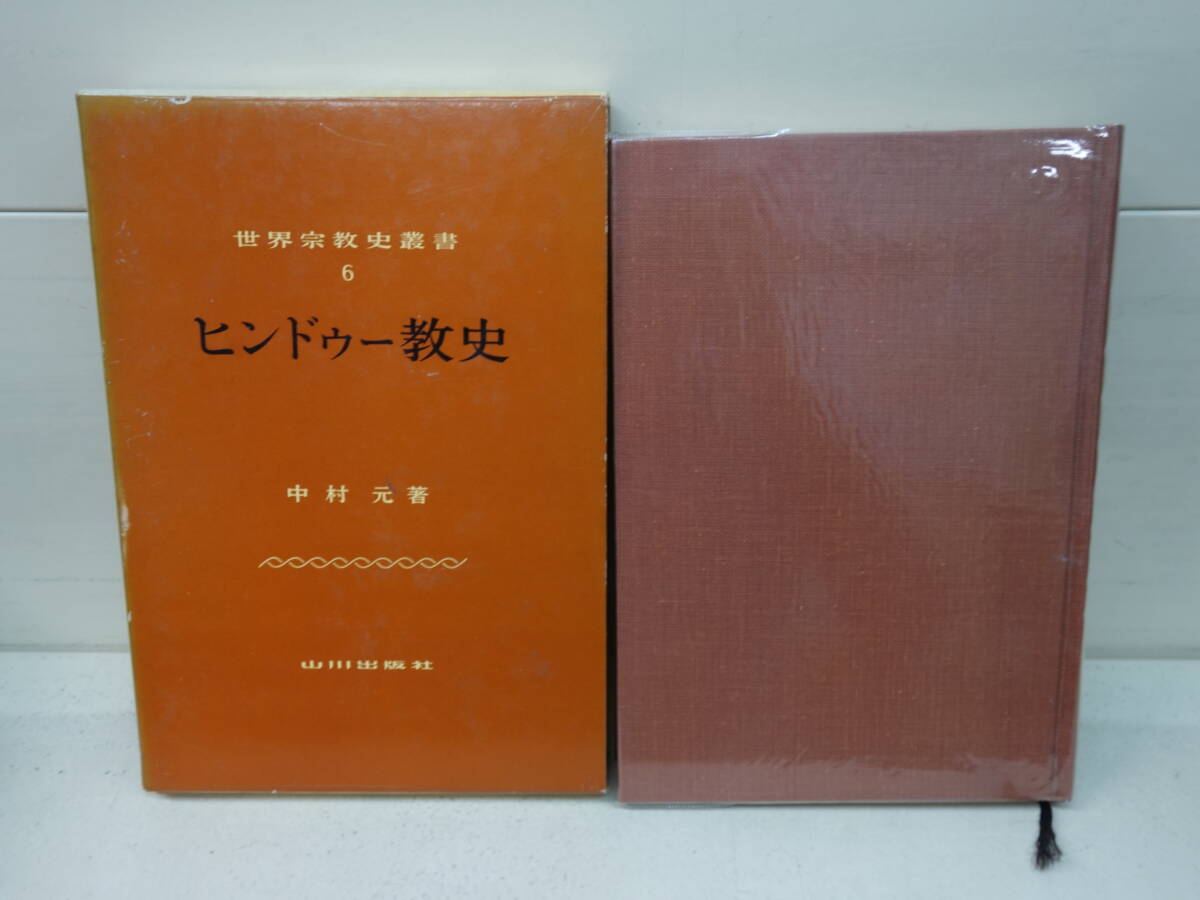 世界宗教史叢書
6
ヒンドゥー教史
中村 元著
山川出版社